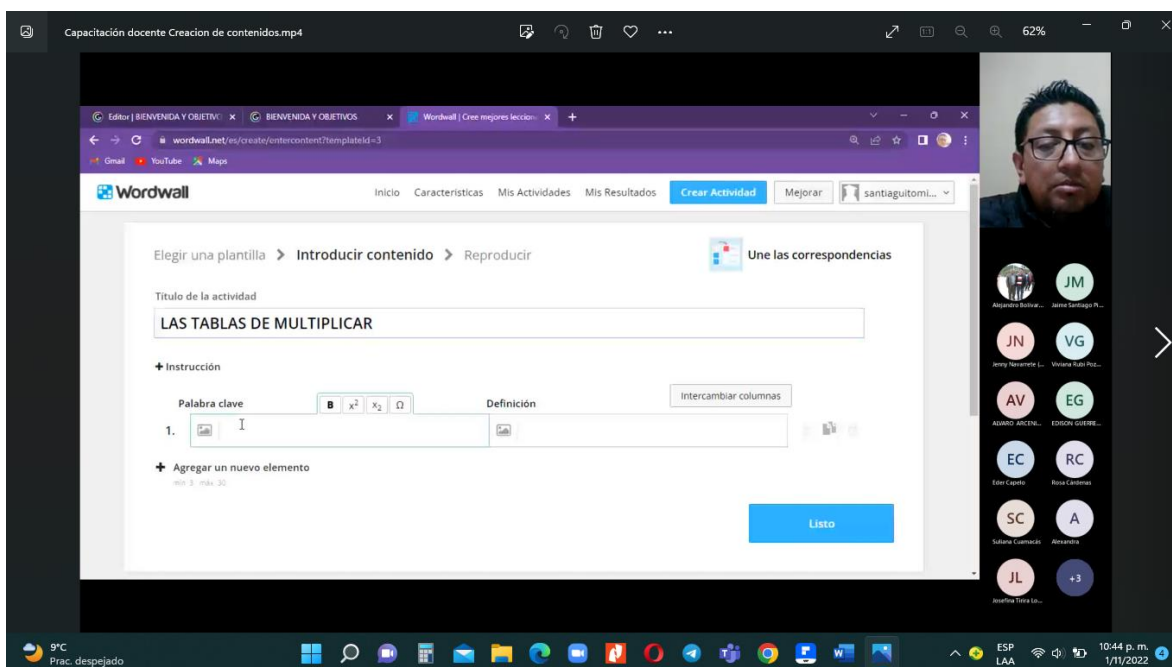 Capacitación docente Creacion de contenidos.mp4
62%
Editor | BIENVENIDA Y OBJETIVO
BIENVENIDA Y OBJETIVOS
Wordwall | Cree mejores leccion
wordwall.net/es/create/entercontent?templateId=3
Gmail YouTube Maps
Wordwall
Inicio Características Mis Actividades Mis Resultados Crear Actividad Mejorar santiaguitomi...
Elegir una plantilla > Introducir contenido > Reproducir
Une las correspondencias
Título de la actividad
LAS TABLAS DE MULTIPLICAR
+ Instrucción
Palabra clave
B x² x₂ Ω
Definición
Intercambiar columnas
1.
+ Agregar un nuevo elemento
min 3 máx 30
Listo
Alejandro Bolivar...
JM
Jaime Santiago Pi...
JN
Jenny Navarrete (...
VG
Viviana Rubi Poz...
AV
ALVARO ARCENI...
EG
EDISON GUERRE...
EC
Eder Capelo
RC
Rosa Cárdenas
SC
Suliana Cuamacás
A
Alexandra
JL
Josefina Tirira Lo...
+3
9°C
Prac. despejado
ESP
LAA
10:44 p. m.
1/11/2022
4